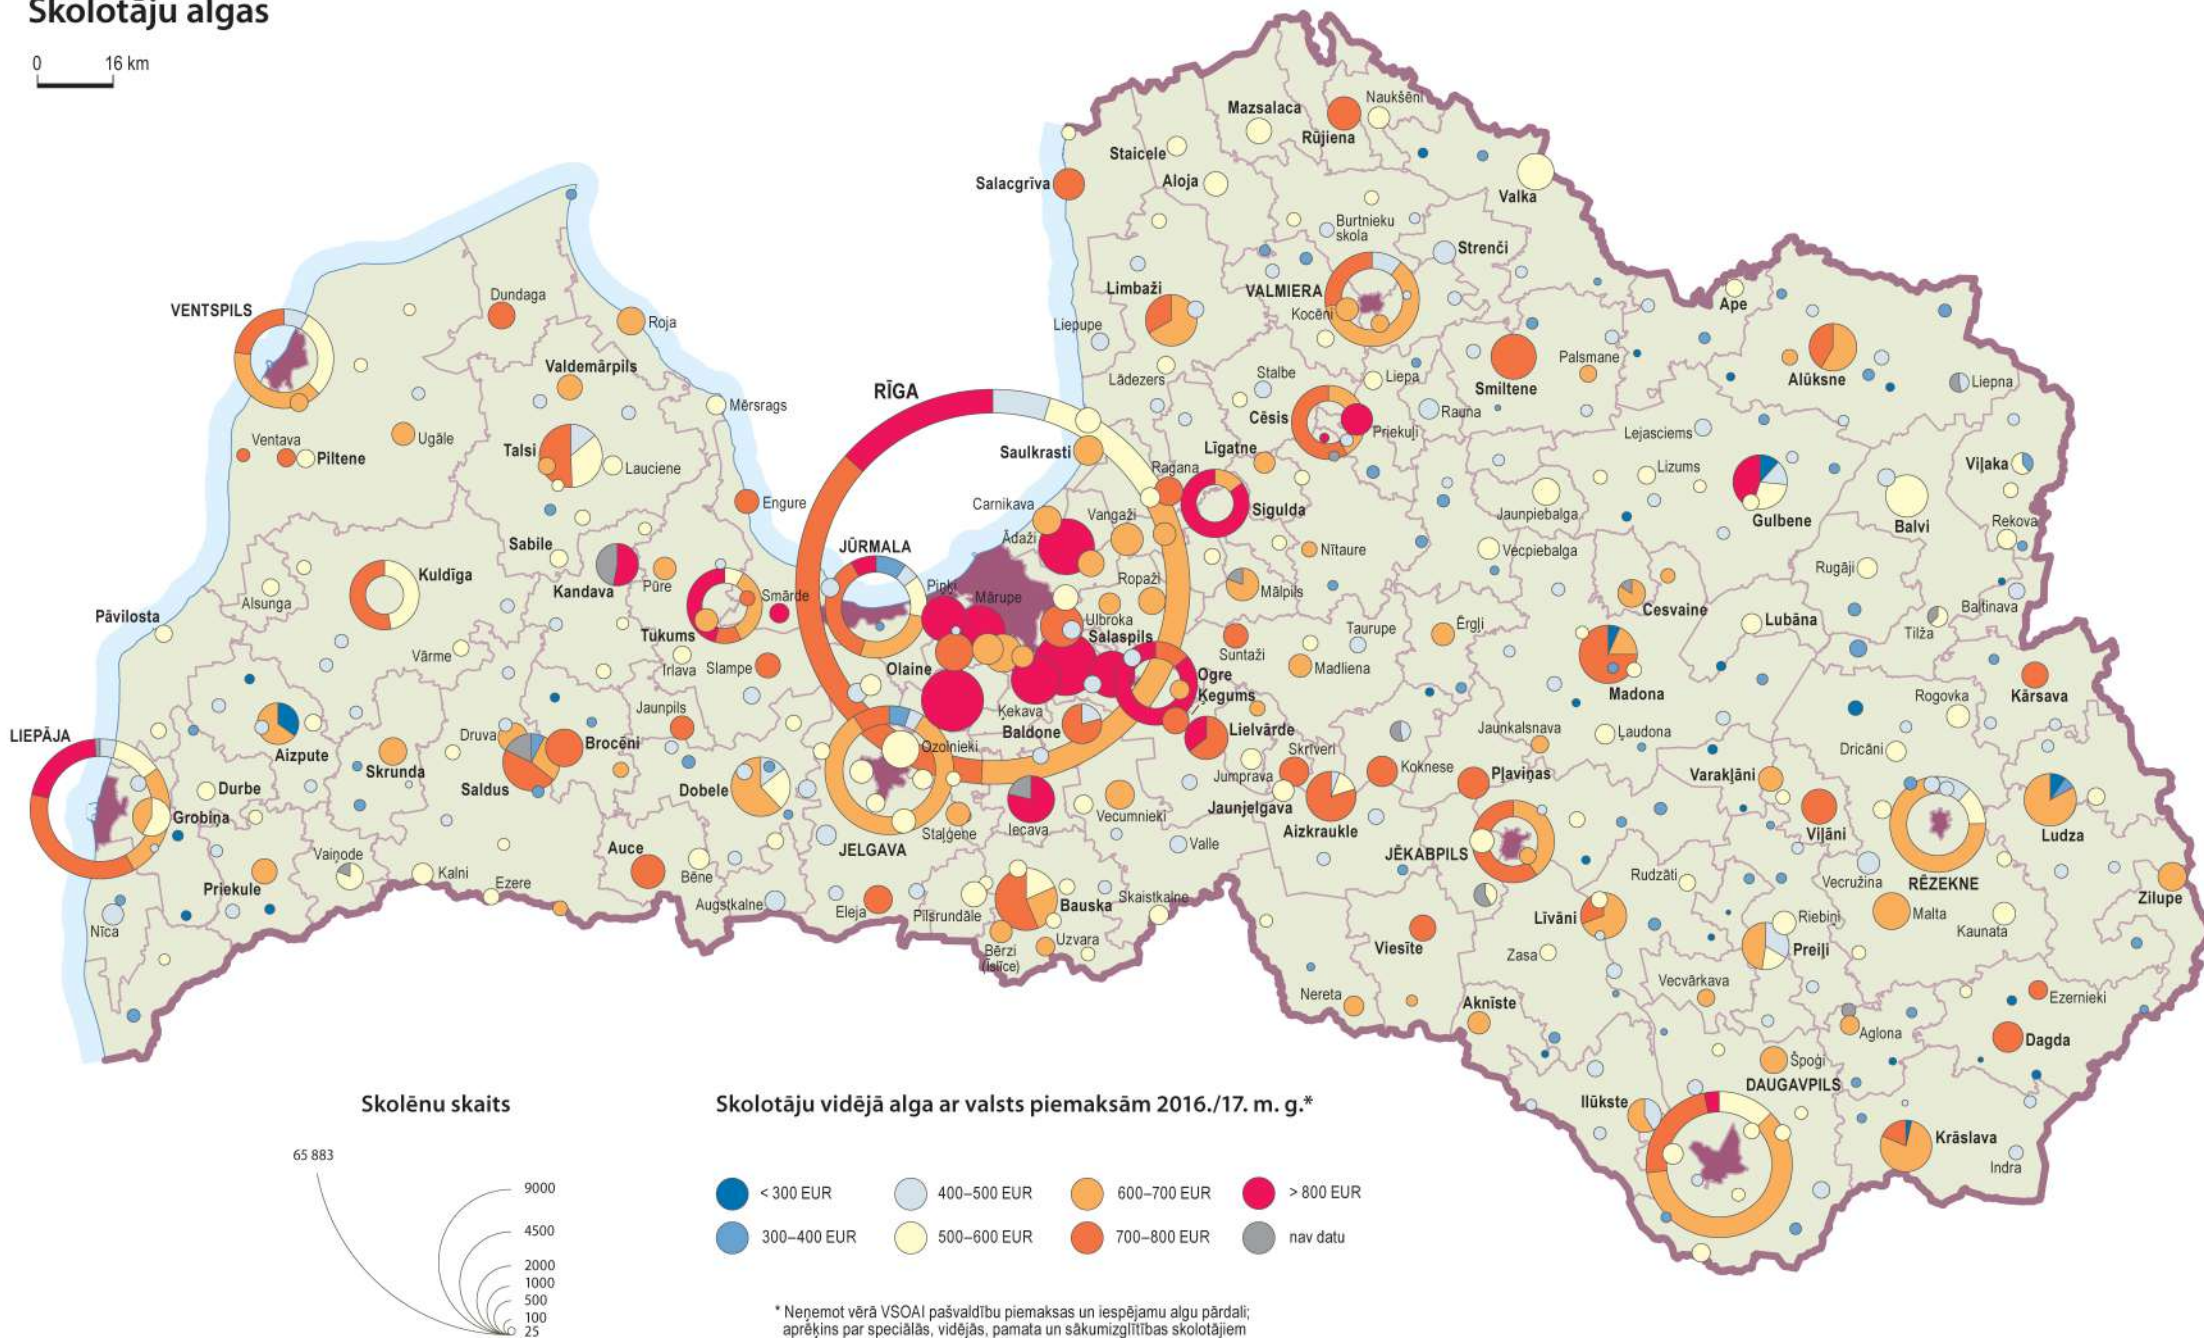 Skolotāju algas
0 16 km
Mazsalaca
Naukšēni
Rūjiena
Staicele
Salacgrīva
Aloja
Valka
Burtnieku
skola
Strenči
VENTSPILS
Dundaga
Roja
Limbaži
VALMIERA
Kocēni
Ape
Liepupe
Valdemārpils
Lādezers
Stalbe
Liepa
Smiltene
Palsmane
Alūksne
Liepna
Mērsrags
RĪGA
Cēsis
Rauna
Priekuļi
Ventava
Piltene
Ugāle
Talsi
Lauciene
Saulkrasti
Līgatne
Lejasciems
Ragana
Lizums
Viļaka
Engure
Carnikava
Vangaži
Sigulda
Jaunpiebalga
Gulbene
Balvi
Rekova
Ādaži
Sabile
JŪRMALA
Nītaure
Vecpiebalga
Kuldīga
Kandava
Pūre
Smārde
Piņķi
Mārupe
Ropaži
Mālpils
Rugāji
Alsunga
Cesvaine
Baltinava
Pāvilosta
Tukums
Ulbroka
Salaspils
Taurupe
Ērgļi
Lubāna
Tilža
Vārme
Irlava
Slampe
Olaine
Suntaži
Madliena
Ogre
Ķegums
Madona
Kārsava
Rogovka
Jaunpils
Ķekava
Baldone
Lielvārde
Jaunkalsnava
Ļaudona
LIEPĀJA
Aizpute
Druva
Brocēni
Skrunda
Saldus
Ozolnieki
Skrīveri
Koknese
Pļaviņas
Varakļāni
Dricāni
Durbe
Grobiņa
Dobele
Jumprava
Jaunjelgava
Aizkraukle
Iecava
Vecumnieki
Viļāni
Ludza
Staļģene
JELGAVA
Valle
JĒKABPILS
Vaiņode
Auce
Bēne
Priekule
Kalni
Ezere
Rudzāti
Vecružina
RĒZEKNE
Zilupe
Augstkalne
Eleja
Pilsrundāle
Bauska
Skaistkalne
Nīca
Līvāni
Riebiņi
Malta
Kaunata
Bērzi
(Īslīce)
Uzvara
Viesīte
Zasa
Preiļi
Nereta
Aknīste
Vecvārkava
Ezernieki
Aglona
Dagda
Špoģi
DAUGAVPILS
Ilūkste
Krāslava
Indra
Skolēnu skaits
65 883
9000
4500
2000
1000
500
100
25
Skolotāju vidējā alga ar valsts piemaksām 2016./17. m. g.*
< 300 EUR
400–500 EUR
600–700 EUR
> 800 EUR
300–400 EUR
500–600 EUR
700–800 EUR
nav datu
* Neņemot vērā VSOAI pašvaldību piemaksas un iespējamu algu pārdali;
aprēķins par speciālās, vidējās, pamata un sākumizglītības skolotājiem